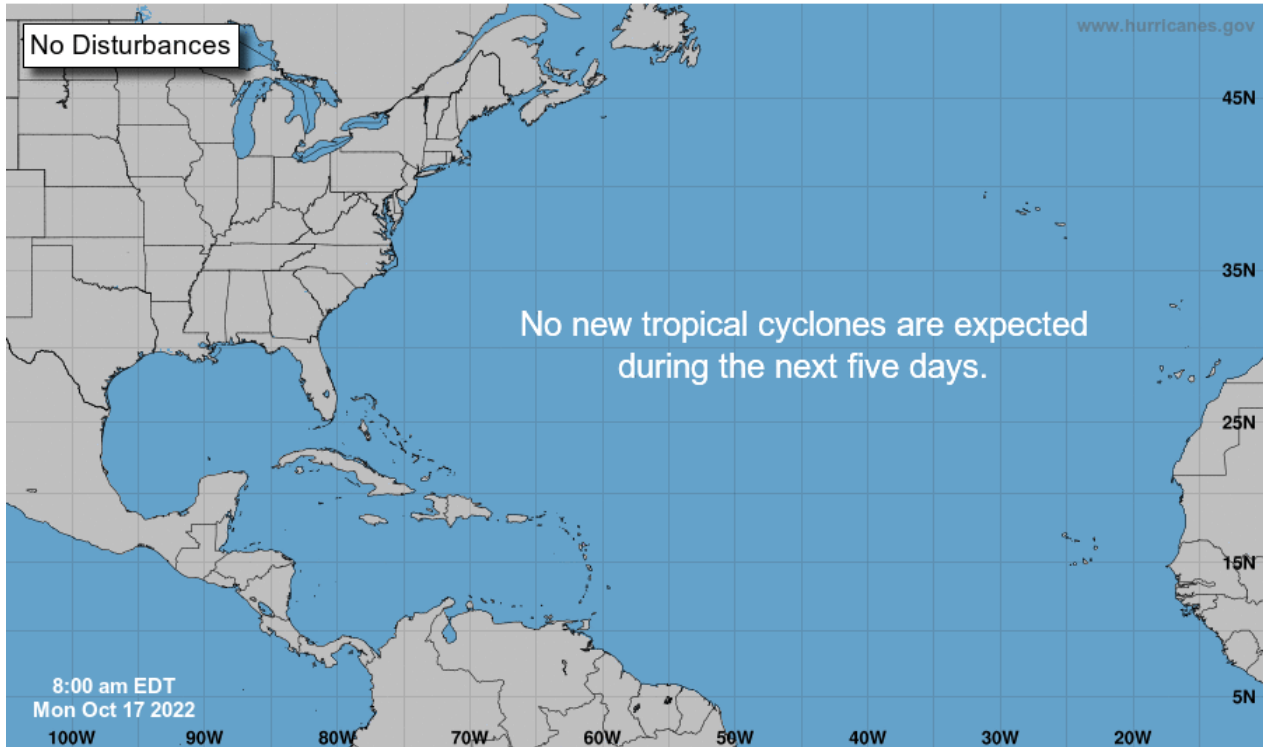 No Disturbances
www.hurricanes.gov
45N
35N
No new tropical cyclones are expected
during the next five days.
25N
15N
8:00 am EDT
Mon Oct 17 2022
5N
100W 90W 80W 70W 60W 50W 40W 30W 20W